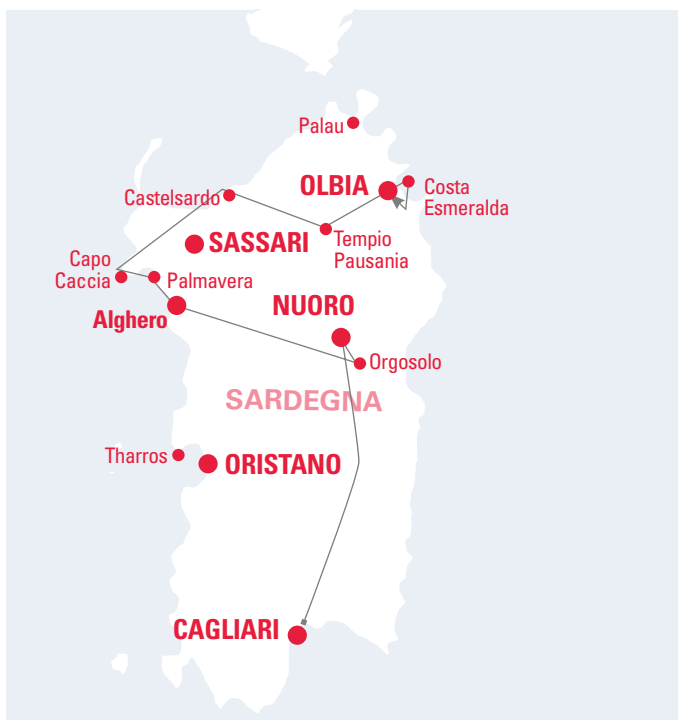 Palau
OLBIA
Costa
Esmeralda
Castelsardo
SASSARI
Tempio
Pausania
Capo
Caccia
Palmavera
Alghero
NUORO
Orgosolo
SARDEGNA
Tharros
ORISTANO
CAGLIARI